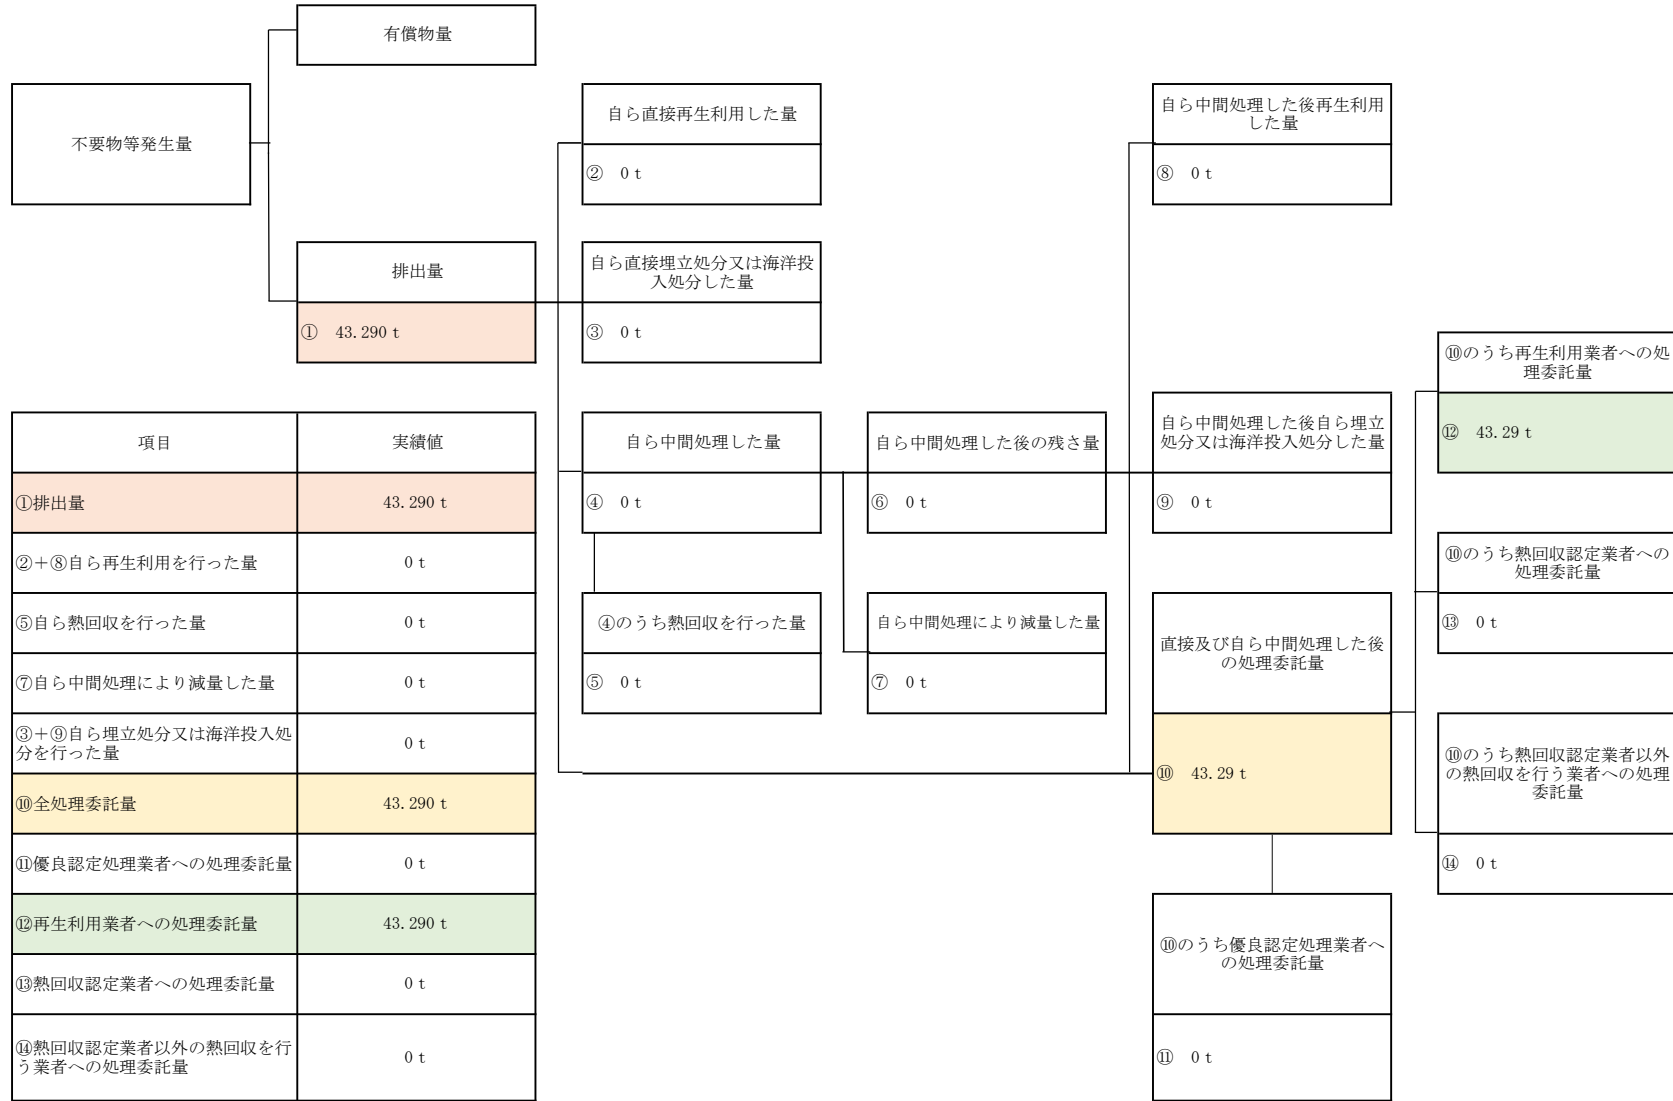 有償物量
不要物等発生量
自ら直接再生利用した量
② 0 t
自ら中間処理した後再生利用
した量
⑧ 0 t
排出量
① 43.290 t
自ら直接埋立処分又は海洋投
入処分した量
③ 0 t
⑩のうち再生利用業者への処
理委託量
⑫ 43.29 t
自ら中間処理した量
④ 0 t
自ら中間処理した後の残さ量
⑥ 0 t
自ら中間処理した後自ら埋立
処分又は海洋投入処分した量
⑨ 0 t
⑩のうち熱回収認定業者への
処理委託量
⑬ 0 t
④のうち熱回収を行った量
⑤ 0 t
自ら中間処理により減量した量
⑦ 0 t
直接及び自ら中間処理した後
の処理委託量
⑩ 43.29 t
⑩のうち熱回収認定業者以外
の熱回収を行う業者への処理
委託量
⑭ 0 t
⑩のうち優良認定処理業者へ
の処理委託量
⑪ 0 t
項目 実績値
①排出量 43.290 t
②+⑧自ら再生利用を行った量 0 t
⑤自ら熱回収を行った量 0 t
⑦自ら中間処理により減量した量 0 t
③+⑨自ら埋立処分又は海洋投入処
分を行った量 0 t
⑩全処理委託量 43.290 t
⑪優良認定処理業者への処理委託量 0 t
⑫再生利用業者への処理委託量 43.290 t
⑬熱回収認定業者への処理委託量 0 t
⑭熱回収認定業者以外の熱回収を行
う業者への処理委託量 0 t